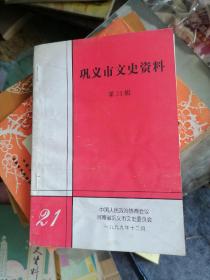 巩义市文史资料
第21辑
21
中国人民政治协商会议
河南省巩义市文史委员会
一九九九年十二月